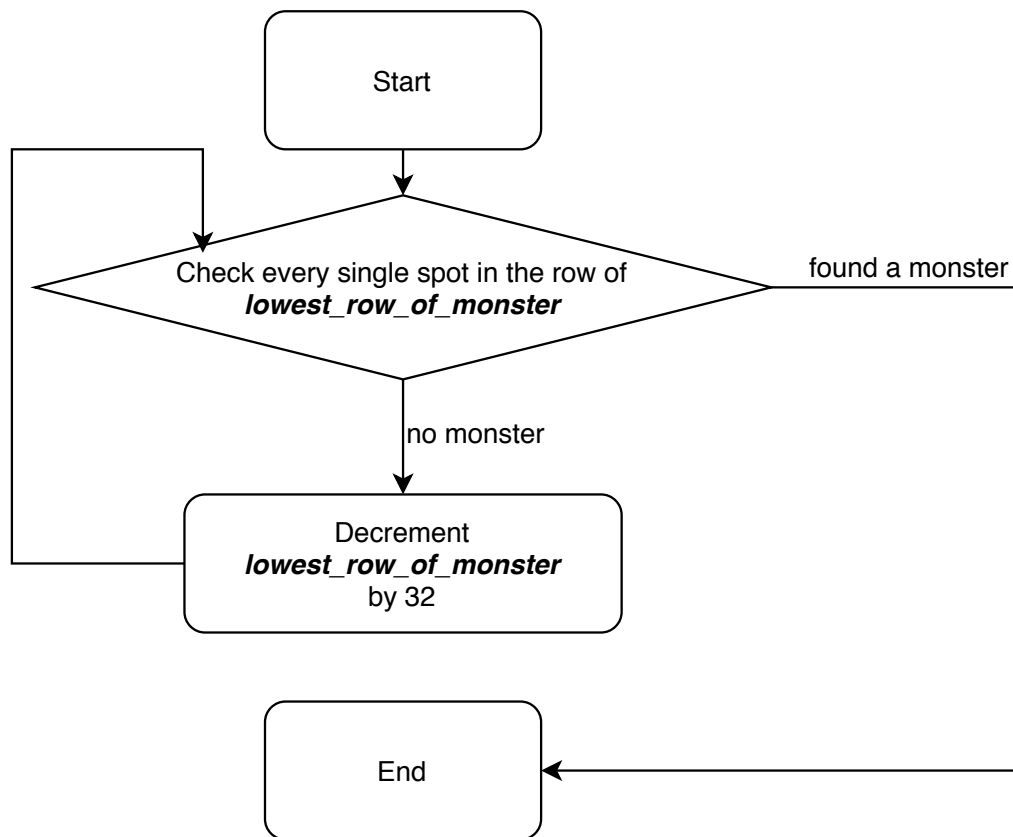 Start
Check every single spot in the row of
lowest_row_of_monster
found a monster
no monster
Decrement
lowest_row_of_monster
by 32
End